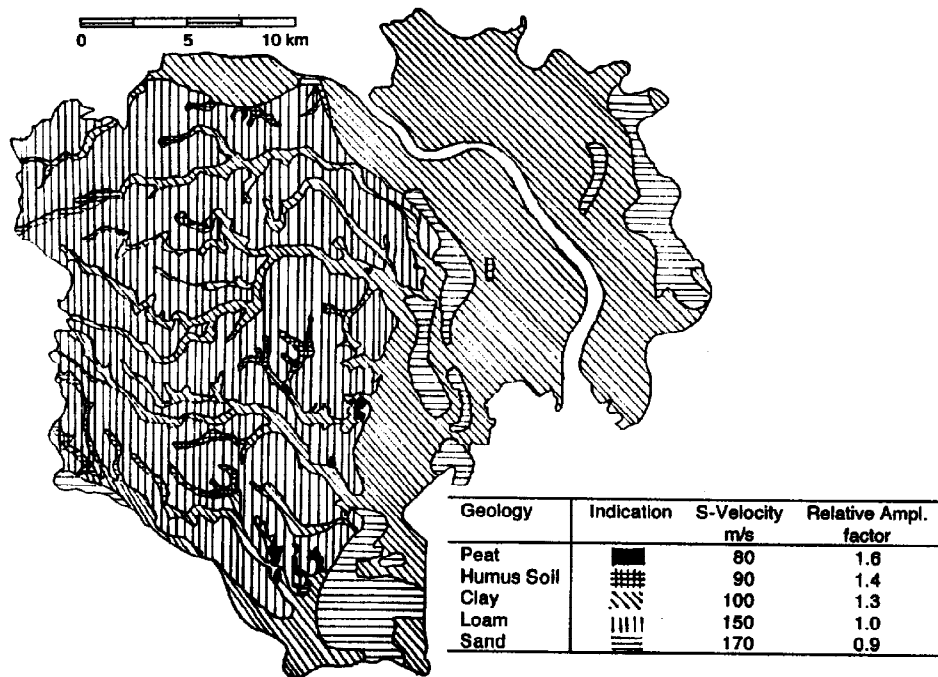 0 5 10 km
Geology Indication S-Velocity Relative Ampl.
m/s factor
Peat 80 1.6
Humus Soil 90 1.4
Clay 100 1.3
Loam 150 1.0
Sand 170 0.9